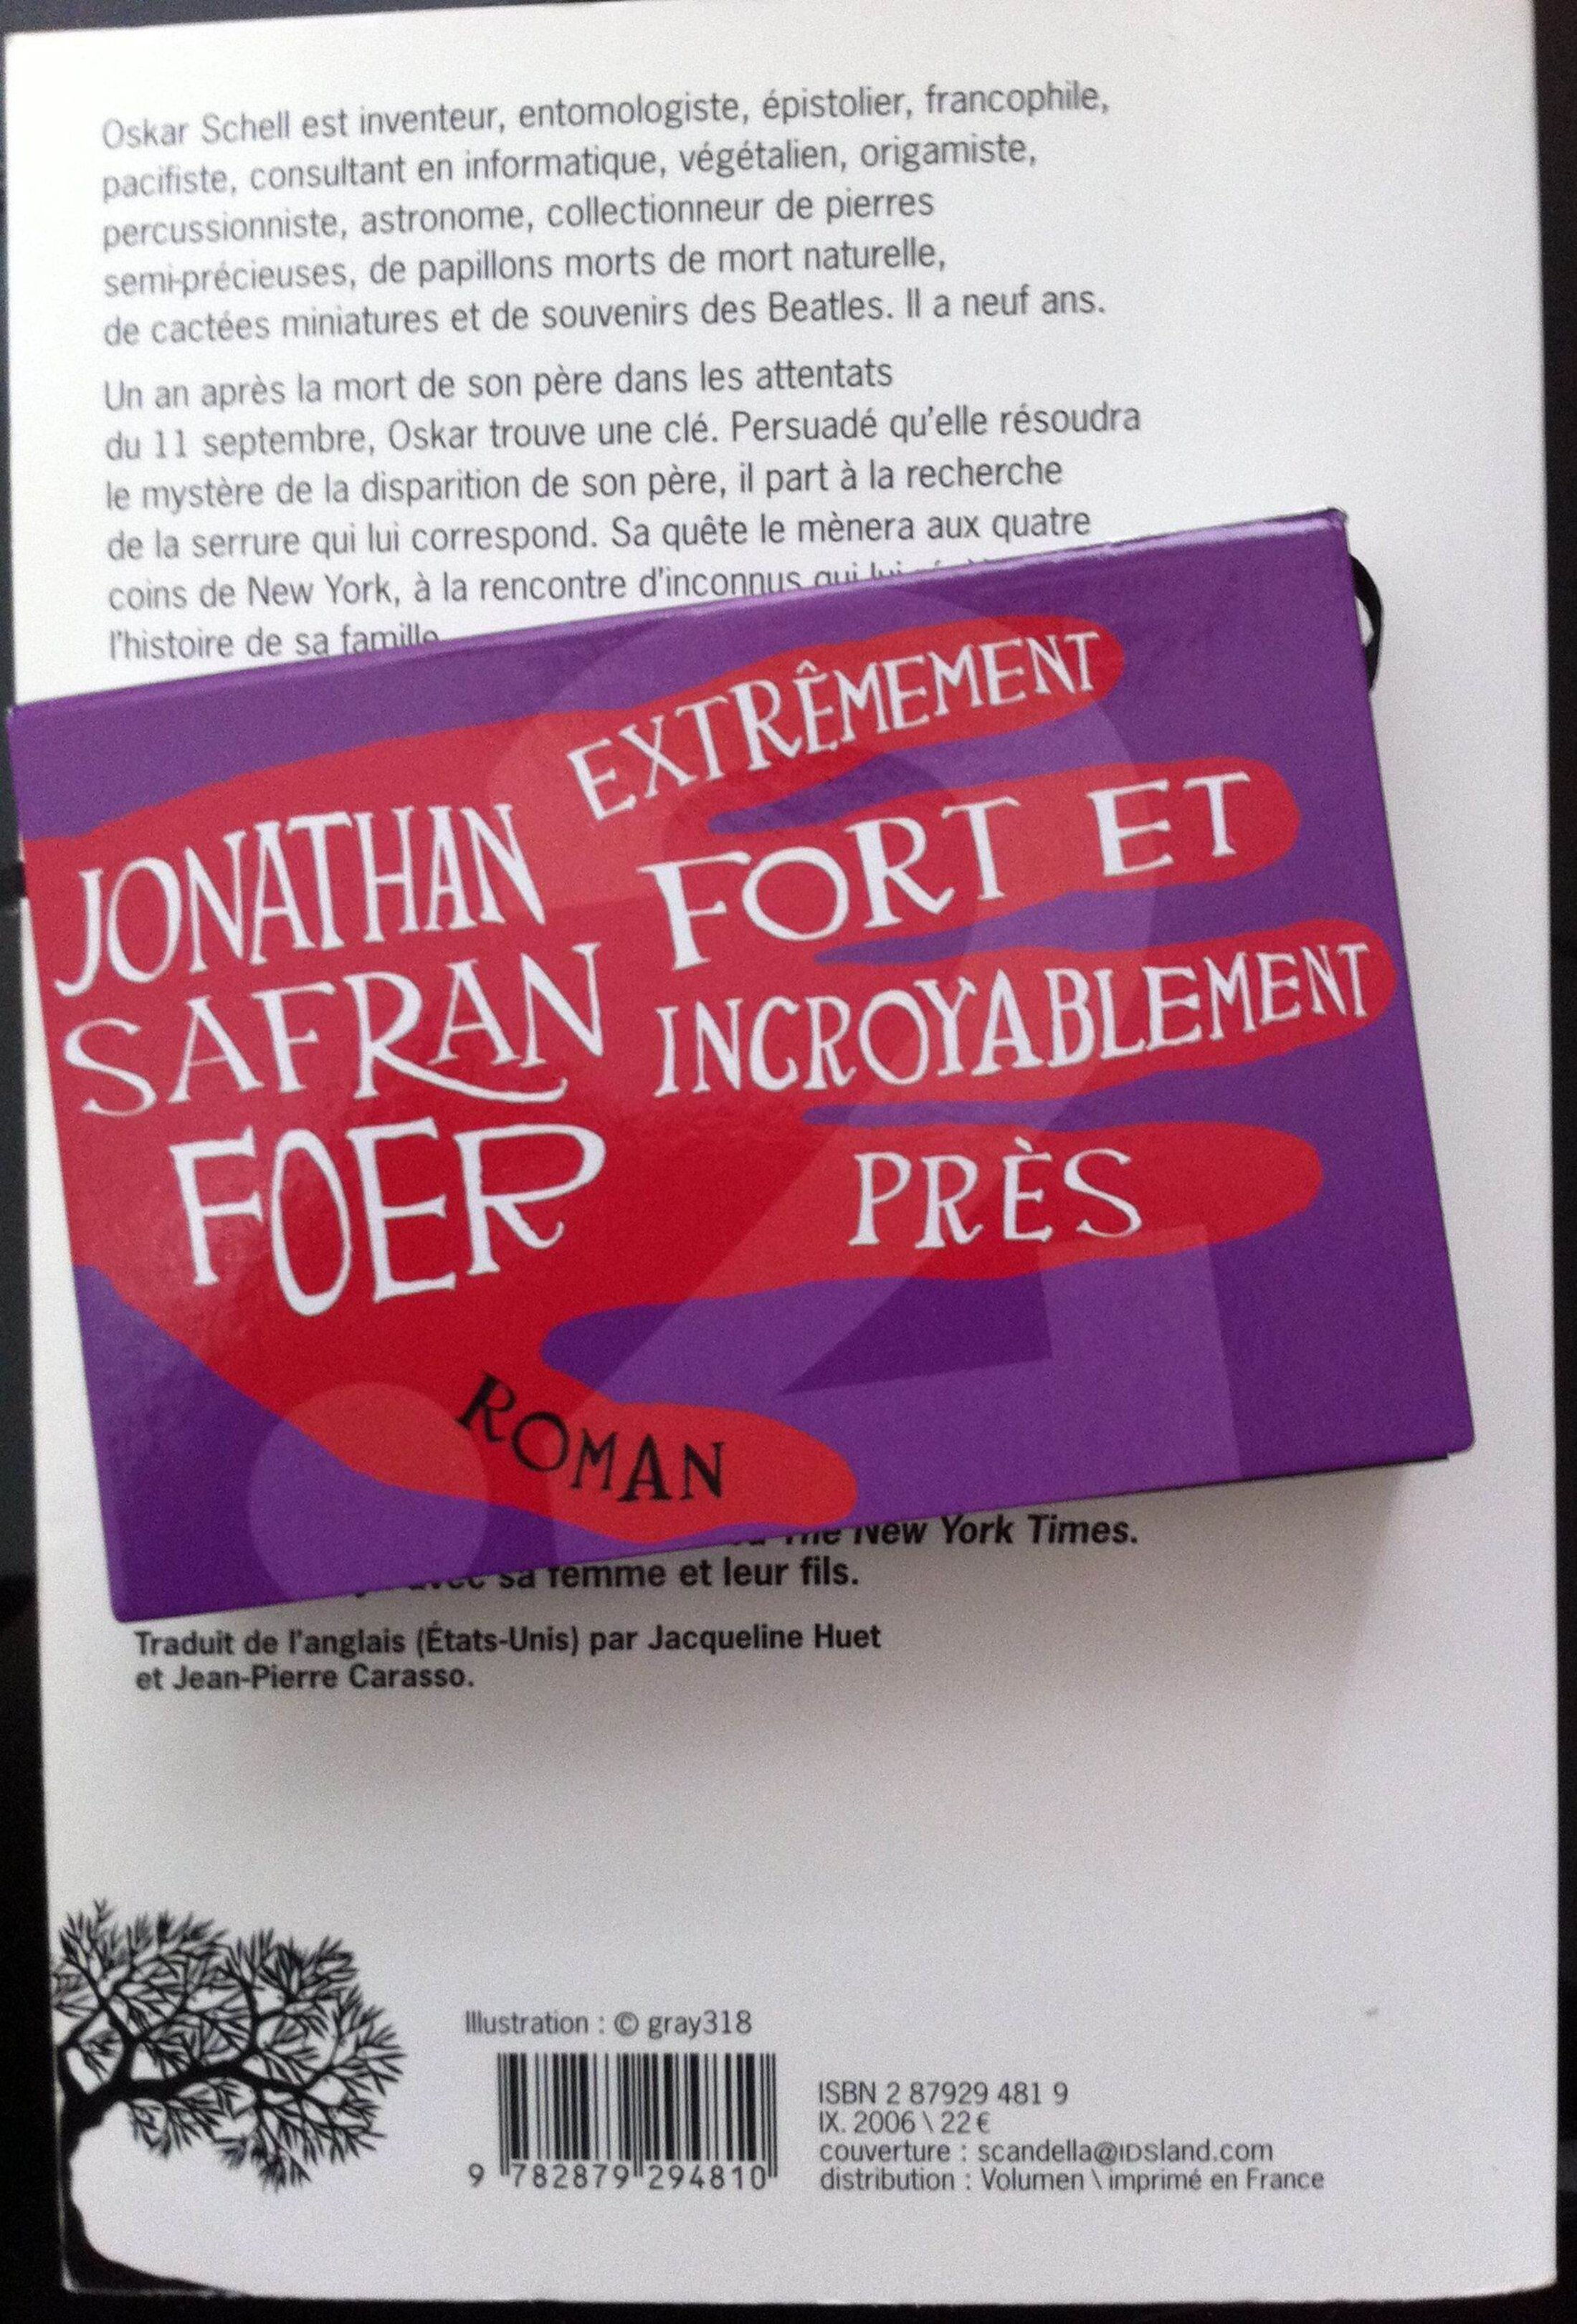 Oskar Schell est inventeur, entomologiste, épistolier, francophile,
pacifiste, consultant en informatique, végétalien, origamiste,
percussionniste, astronome, collectionneur de pierres
semi-précieuses, de papillons morts de mort naturelle,
de cactées miniatures et de souvenirs des Beatles. Il a neuf ans.
Un an après la mort de son père dans les attentats
du 11 septembre, Oskar trouve une clé. Persuadé qu'elle résoudra
le mystère de la disparition de son père, il part à la recherche
de la serrure qui lui correspond. Sa quête le mènera aux quatre
coins de New York, à la rencontre d'inconnus qui lui
l'histoire de sa famille
JONATHAN
SAFRAN
FOER
EXTRÊMEMENT
FORT ET
INCROYABLEMENT
PRÈS
ROMAN
The New York Times.
avec sa femme et leur fils.
Traduit de l'anglais (États-Unis) par Jacqueline Huet
et Jean-Pierre Carasso.
Illustration : © gray318
9 782879 294810
ISBN 2 87929 481 9
IX. 2006 \ 22 €
couverture : scandella@IDSland.com
distribution : Volumen \ imprimé en France